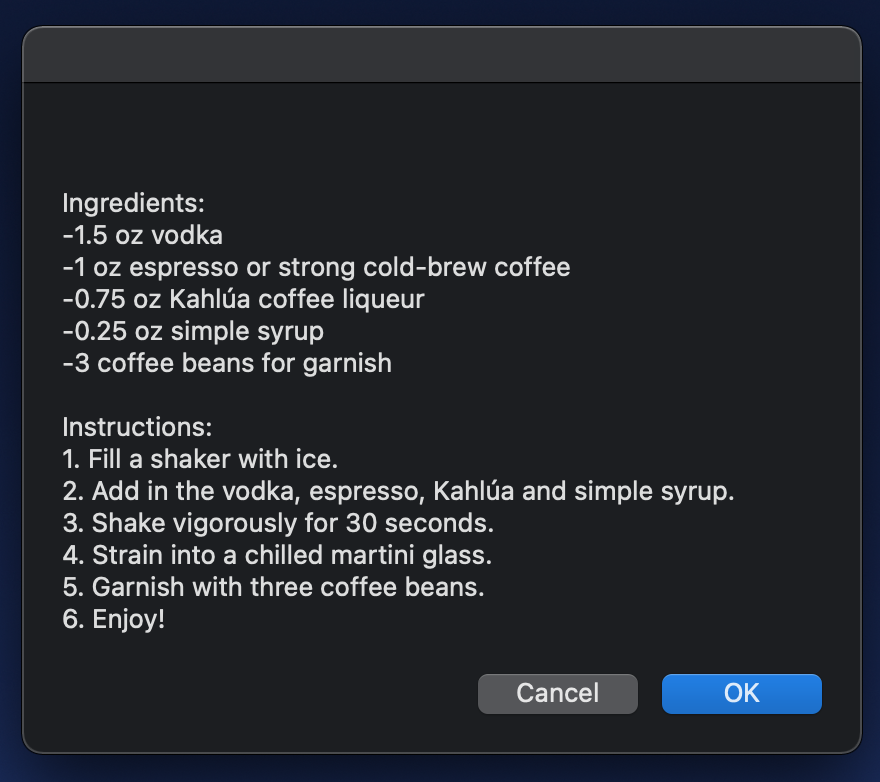 Ingredients:
-1.5 oz vodka
-1 oz espresso or strong cold-brew coffee
-0.75 oz Kahlúa coffee liqueur
-0.25 oz simple syrup
-3 coffee beans for garnish
Instructions:
1. Fill a shaker with ice.
2. Add in the vodka, espresso, Kahlúa and simple syrup.
3. Shake vigorously for 30 seconds.
4. Strain into a chilled martini glass.
5. Garnish with three coffee beans.
6. Enjoy!
Cancel
OK